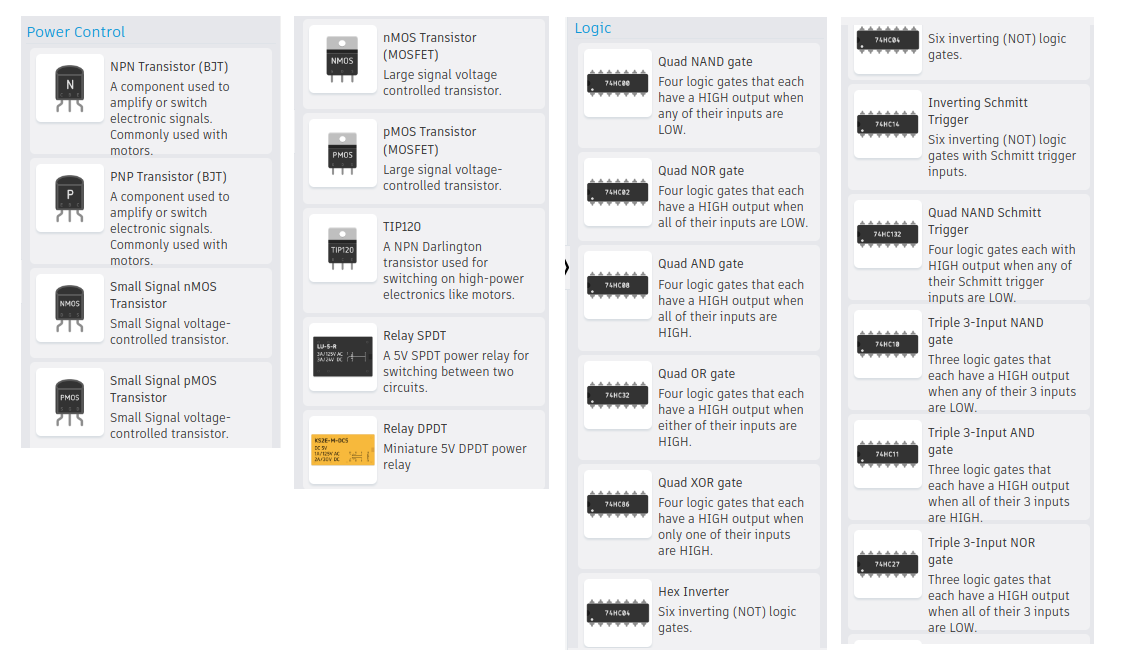 Power Control
N
NPN Transistor (BJT)
A component used to
amplify or switch
electronic signals.
Commonly used with
motors.
P
PNP Transistor (BJT)
A component used to
amplify or switch
electronic signals.
Commonly used with
motors.
NMOS
Small Signal nMOS
Transistor
Small Signal voltage-
controlled transistor.
PMOS
Small Signal pMOS
Transistor
Small Signal voltage-
controlled transistor.
NMOS
nMOS Transistor
(MOSFET)
Large signal voltage
controlled transistor.
PMOS
pMOS Transistor
(MOSFET)
Large signal voltage-
controlled transistor.
TIP120
TIP120
A NPN Darlington
transistor used for
switching on high-power
electronics like motors.
LU-5-R
3A/125V AC
3A/24V DC
Relay SPDT
A 5V SPDT power relay for
switching between two
circuits.
KS2E-M-DC5
DC 5V
1A/125V AC
2A/30V DC
Relay DPDT
Miniature 5V DPDT power
relay
Logic
74HC00
Quad NAND gate
Four logic gates that each
have a HIGH output when
any of their inputs are
LOW.
74HC02
Quad NOR gate
Four logic gates that each
have a HIGH output when
all of their inputs are LOW.
74HC08
Quad AND gate
Four logic gates that each
have a HIGH output when
all of their inputs are
HIGH.
74HC32
Quad OR gate
Four logic gates that each
have a HIGH output when
either of their inputs are
HIGH.
74HC86
Quad XOR gate
Four logic gates that each
have a HIGH output when
only one of their inputs
are HIGH.
74HC04
Hex Inverter
Six inverting (NOT) logic
gates.
74HC04
Six inverting (NOT) logic
gates.
74HC14
Inverting Schmitt
Trigger
Six inverting (NOT) logic
gates with Schmitt trigger
inputs.
74HC132
Quad NAND Schmitt
Trigger
Four logic gates each with
HIGH output when any of
their Schmitt trigger
inputs are LOW.
74HC10
Triple 3-Input NAND
gate
Three logic gates that
each have a HIGH output
when any of their 3 inputs
are LOW.
74HC11
Triple 3-Input AND
gate
Three logic gates that
each have a HIGH output
when all of their 3 inputs
are HIGH.
74HC27
Triple 3-Input NOR
gate
Three logic gates that
each have a HIGH output
when all of their 3 inputs
are LOW.